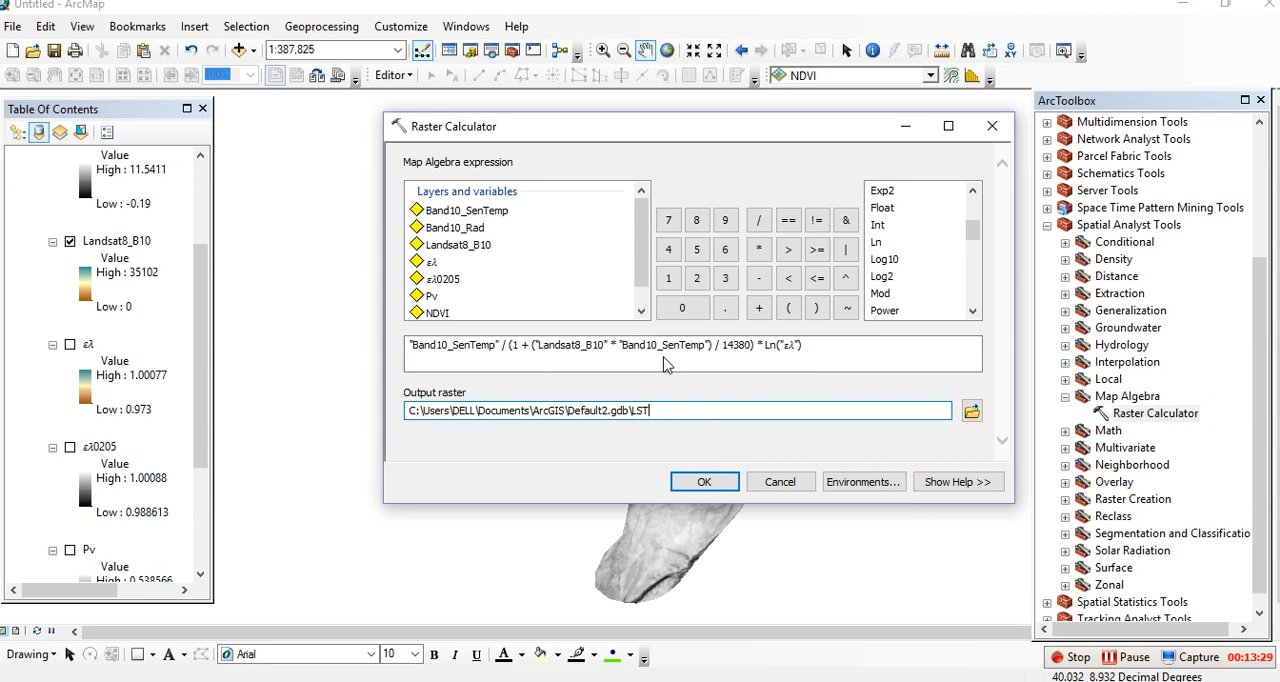 Untitled - ArcMap
File Edit View Bookmarks Insert Selection Geoprocessing Customize Windows Help
1:387,825
100%
Editor
NDVI
Table Of Contents
Value
High : 11.5411
Low : -0.19
Landsat8_B10
Value
High : 35102
Low : 0
ελ
Value
High : 1.00077
Low : 0.973
ελ0205
Value
High : 1.00088
Low : 0.988613
Pv
Value
High : 0.538566
Raster Calculator
Map Algebra expression
Layers and variables
Band10_SenTemp
Band10_Rad
Landsat8_B10
ελ
ελ0205
Pv
NDVI
7 8 9 / == != &
4 5 6 * > >= |
1 2 3 - < <= ^
0 . + ( ) ~
Exp2
Float
Int
Ln
Log10
Log2
Mod
Power
"Band10_SenTemp" / (1 + ("Landsat8_B10" * "Band10_SenTemp") / 14380) * Ln("ελ")
Output raster
C:\Users\DELL\Documents\ArcGIS\Default2.gdb\LST
OK Cancel Environments... Show Help >>
ArcToolbox
Multidimension Tools
Network Analyst Tools
Parcel Fabric Tools
Schematics Tools
Server Tools
Space Time Pattern Mining Tools
Spatial Analyst Tools
Conditional
Density
Distance
Extraction
Generalization
Groundwater
Hydrology
Interpolation
Local
Map Algebra
Raster Calculator
Math
Multivariate
Neighborhood
Overlay
Raster Creation
Reclass
Segmentation and Classificatio
Solar Radiation
Surface
Zonal
Spatial Statistics Tools
Tracking Analyst Tools
Drawing
Arial
10
B I U A
Stop Pause Capture 00:13:29
40.032 8.932 Decimal Degrees